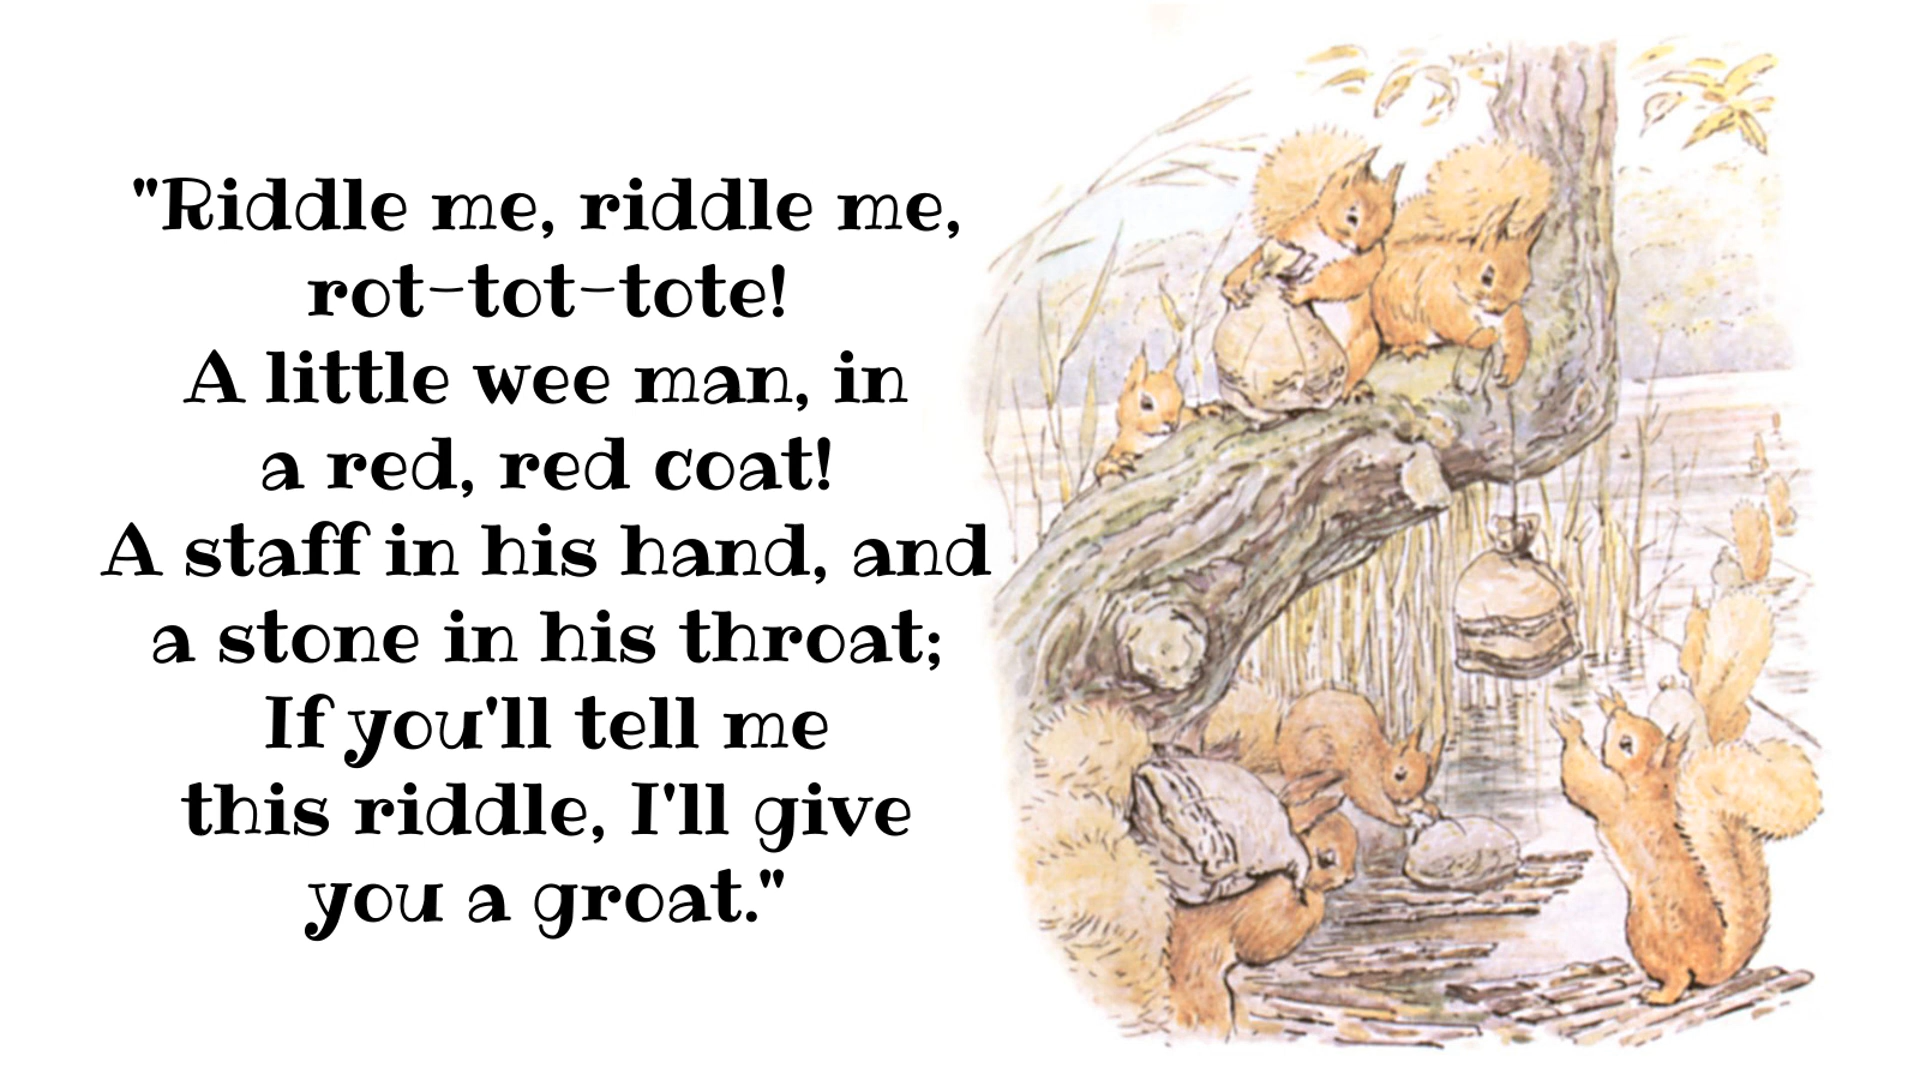 "Riddle me, riddle me,
rot-tot-tote!
A little wee man, in
a red, red coat!
A staff in his hand, and
a stone in his throat;
If you'll tell me
this riddle, I'll give
you a groat."